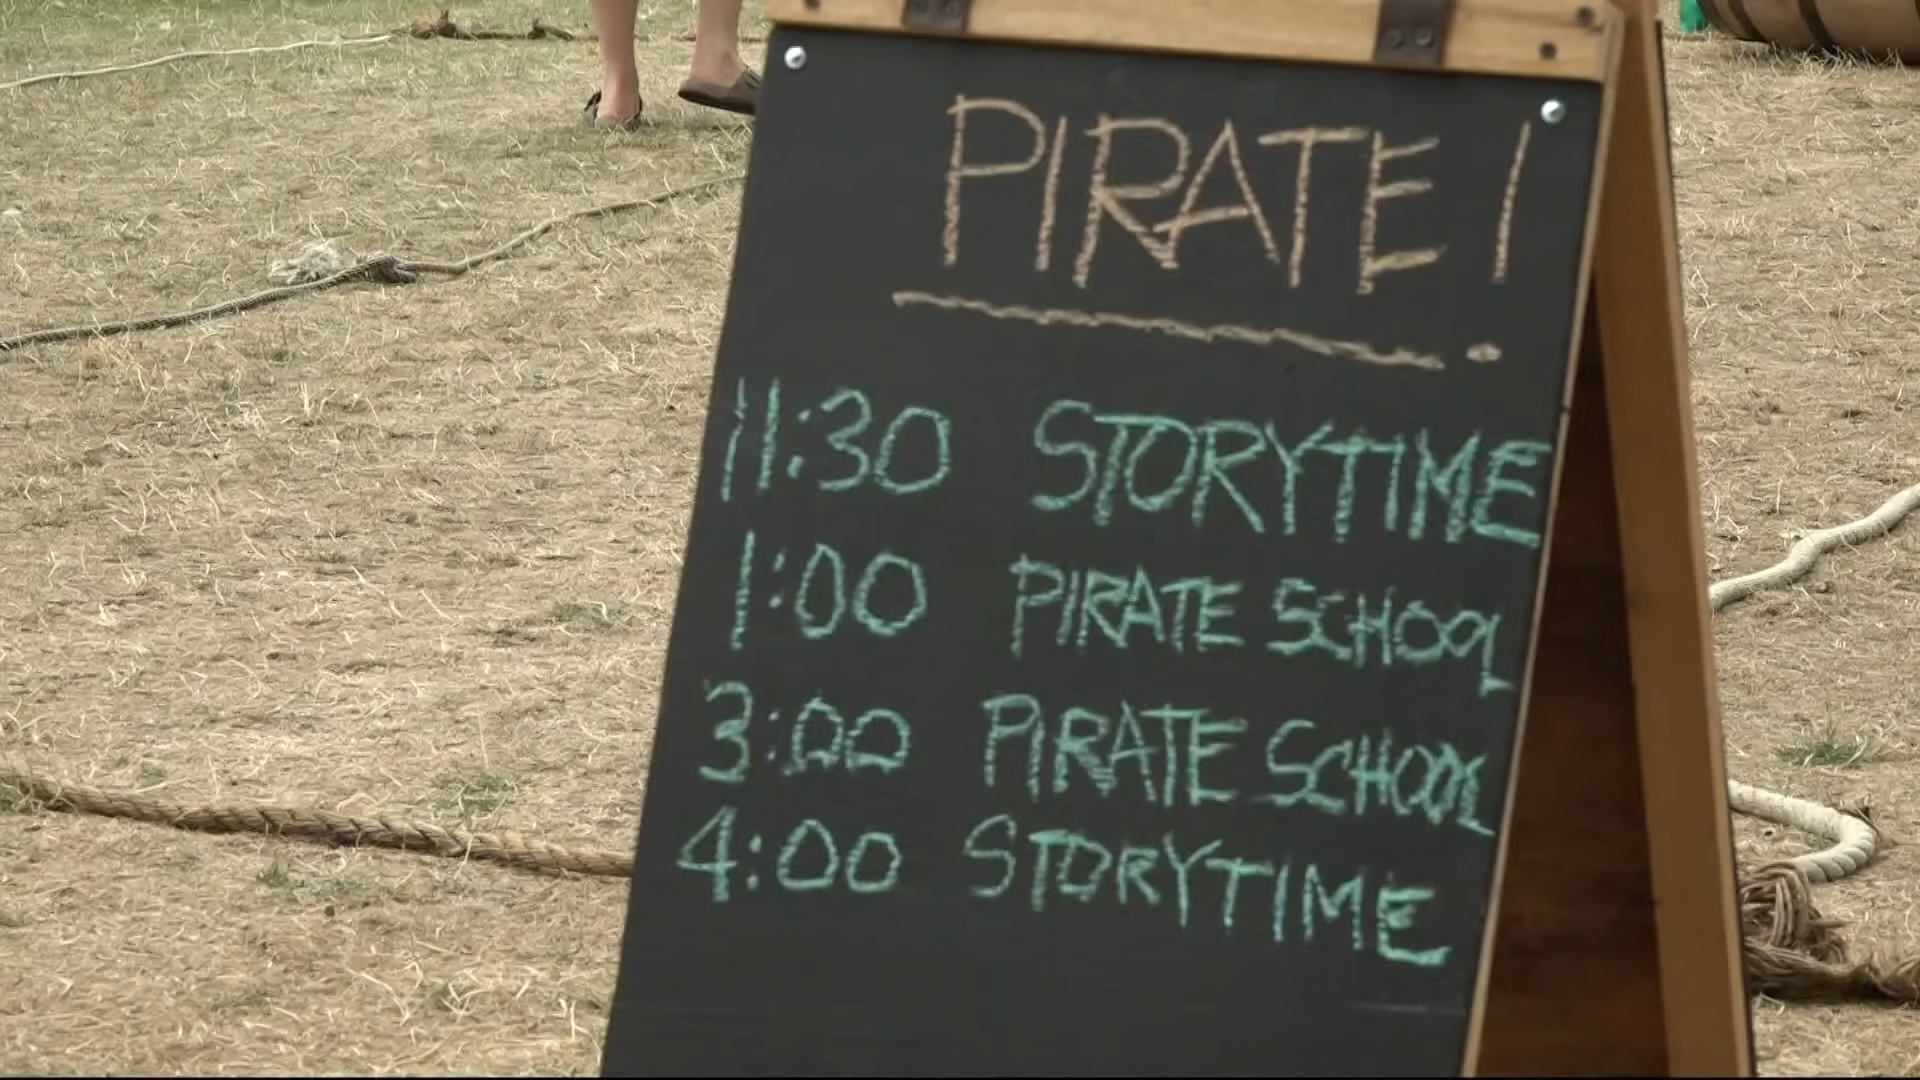 PIRATE!
11:30 STORYTIME
1:00 PIRATE SCHOOL
3:00 PIRATE SCHOOL
4:00 STORYTIME